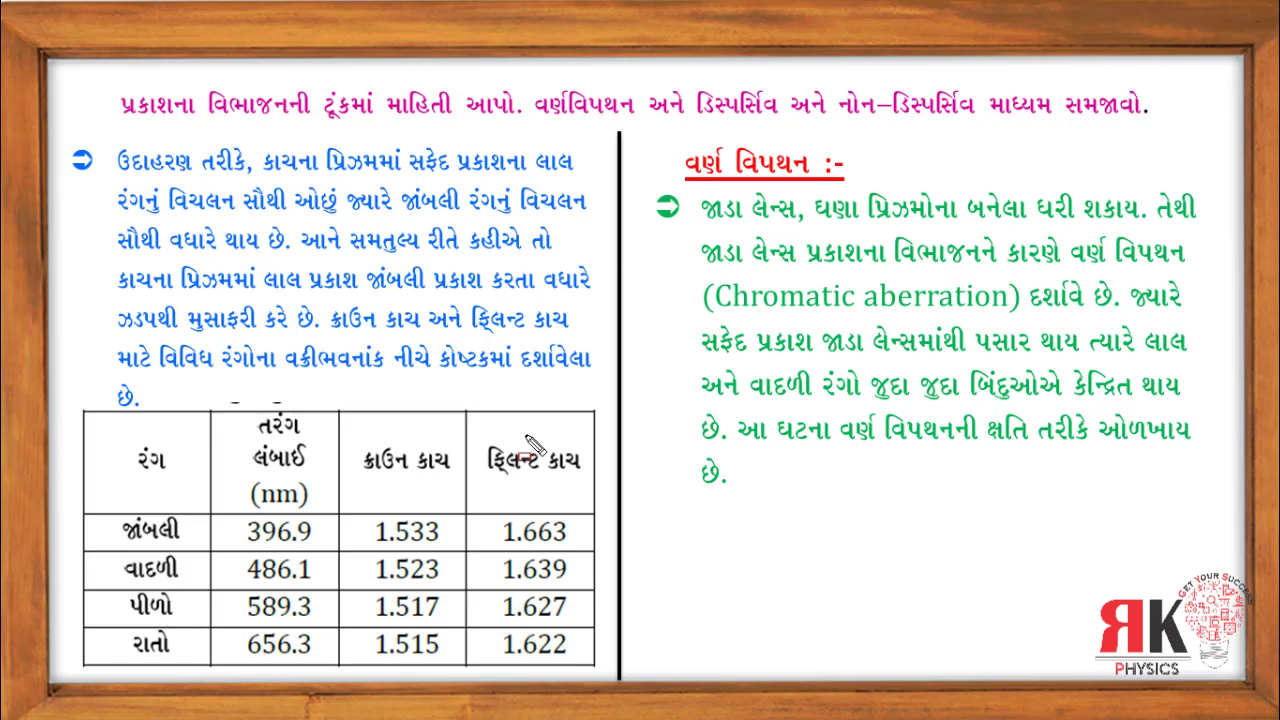 પ્રકાશના વિભાજનની ટૂંકમાં માહિતી આપો. વર્ણવિપથન અને ડિસ્પર્સિવ અને નોન–ડિસ્પર્સિવ માધ્યમ સમજાવો.
➲ ઉદાહરણ તરીકે, કાચના પ્રિઝમમાં સફેદ પ્રકાશના લાલ
રંગનું વિચલન સૌથી ઓછું જ્યારે જાંબલી રંગનું વિચલન
સૌથી વધારે થાય છે. આને સમતુલ્ય રીતે કહીએ તો
કાચના પ્રિઝમમાં લાલ પ્રકાશ જાંબલી પ્રકાશ કરતા વધારે
ઝડપથી મુસાફરી કરે છે. ક્રાઉન કાચ અને ફ્લિન્ટ કાચ
માટે વિવિધ રંગોના વક્રીભવનાંક નીચે કોષ્ટકમાં દર્શાવેલા
છે.
રંગ તરંગ લંબાઈ (nm) ક્રાઉન કાચ ફ્લિન્ટ કાચ
જાંબલી 396.9 1.533 1.663
વાદળી 486.1 1.523 1.639
પીળો 589.3 1.517 1.627
રાતો 656.3 1.515 1.622
વર્ણ વિપથન :-
➲ જાડા લેન્સ, ઘણા પ્રિઝમોના બનેલા ઘરી શકાય. તેથી
જાડા લેન્સ પ્રકાશના વિભાજનને કારણે વર્ણ વિપથન
(Chromatic aberration) દર્શાવે છે. જ્યારે
સફેદ પ્રકાશ જાડા લેન્સમાંથી પસાર થાય ત્યારે લાલ
અને વાદળી રંગો જુદા જુદા બિંદુઓએ કેન્દ્રિત થાય
છે. આ ઘટના વર્ણ વિપથનની ક્ષતિ તરીકે ઓળખાય
છે.
GET YOUR SUCCESS
RK
PHYSICS